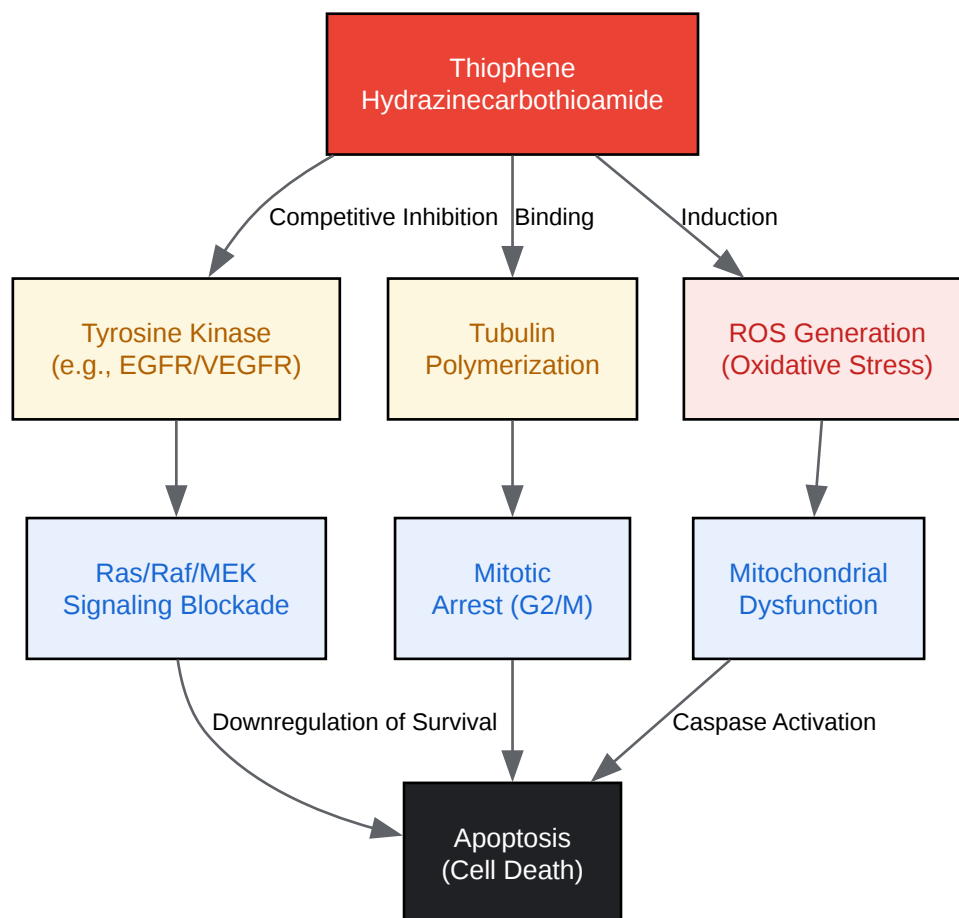 Thiophene
Hydrazinecarbothioamide
Competitive Inhibition
Binding
Induction
Tyrosine Kinase
(e.g., EGFR/VEGFR)
Tubulin
Polymerization
ROS Generation
(Oxidative Stress)
Ras/Raf/MEK
Signaling Blockade
Mitotic
Arrest (G2/M)
Mitochondrial
Dysfunction
Downregulation of Survival
Caspase Activation
Apoptosis
(Cell Death)